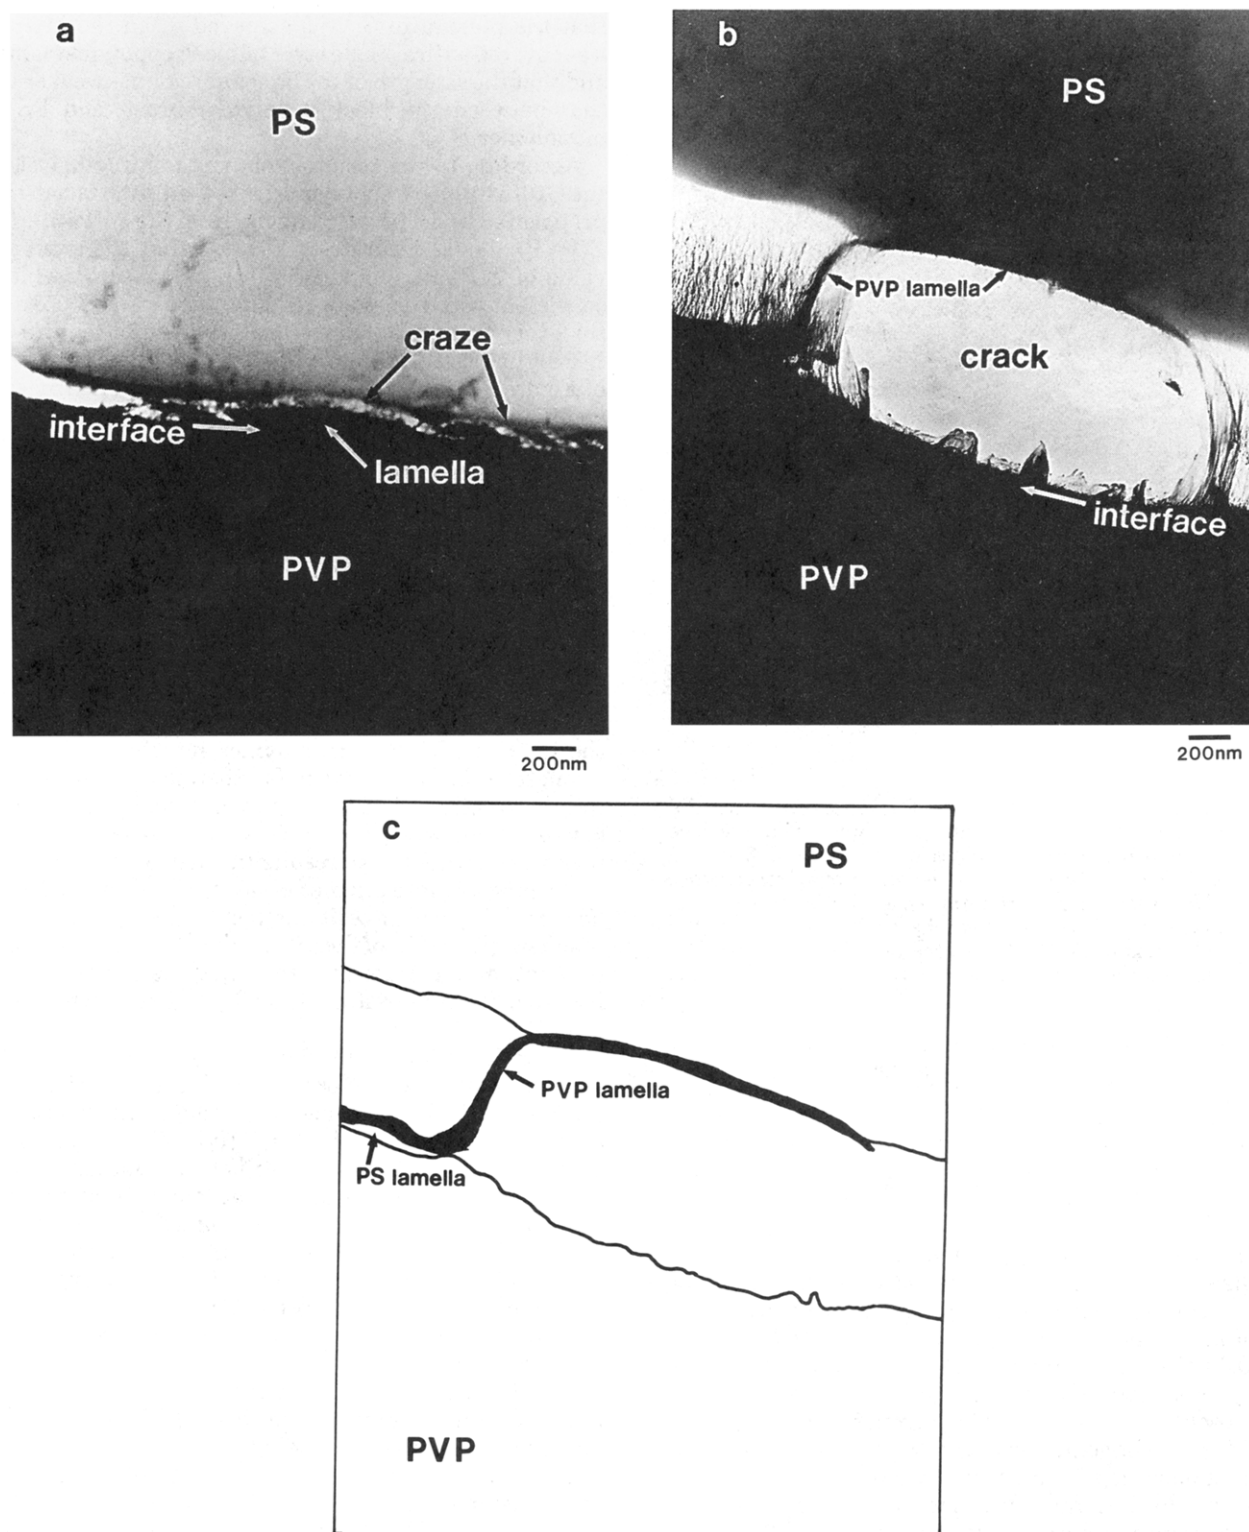 a
PS
craze
interface
lamella
PVP
200nm
b
PS
PVP lamella
crack
interface
PVP
200nm
c
PS
PVP lamella
PS lamella
PVP